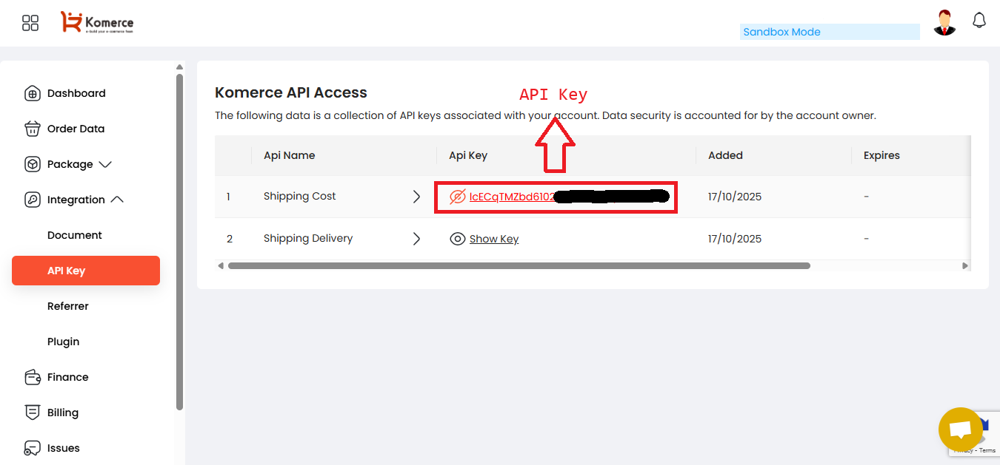 Komerce
e-build your e-commerce team
Sandbox Mode
Dashboard
Order Data
Package
Integration
Document
API Key
Referrer
Plugin
Finance
Billing
Issues
Komerce API Access
API Key
The following data is a collection of API keys associated with your account. Data security is accounted for by the account owner.
Api Name Api Key Added Expires
1 Shipping Cost lcECqTMZbd6102 17/10/2025 -
2 Shipping Delivery Show Key 17/10/2025 -
Privacy - Terms